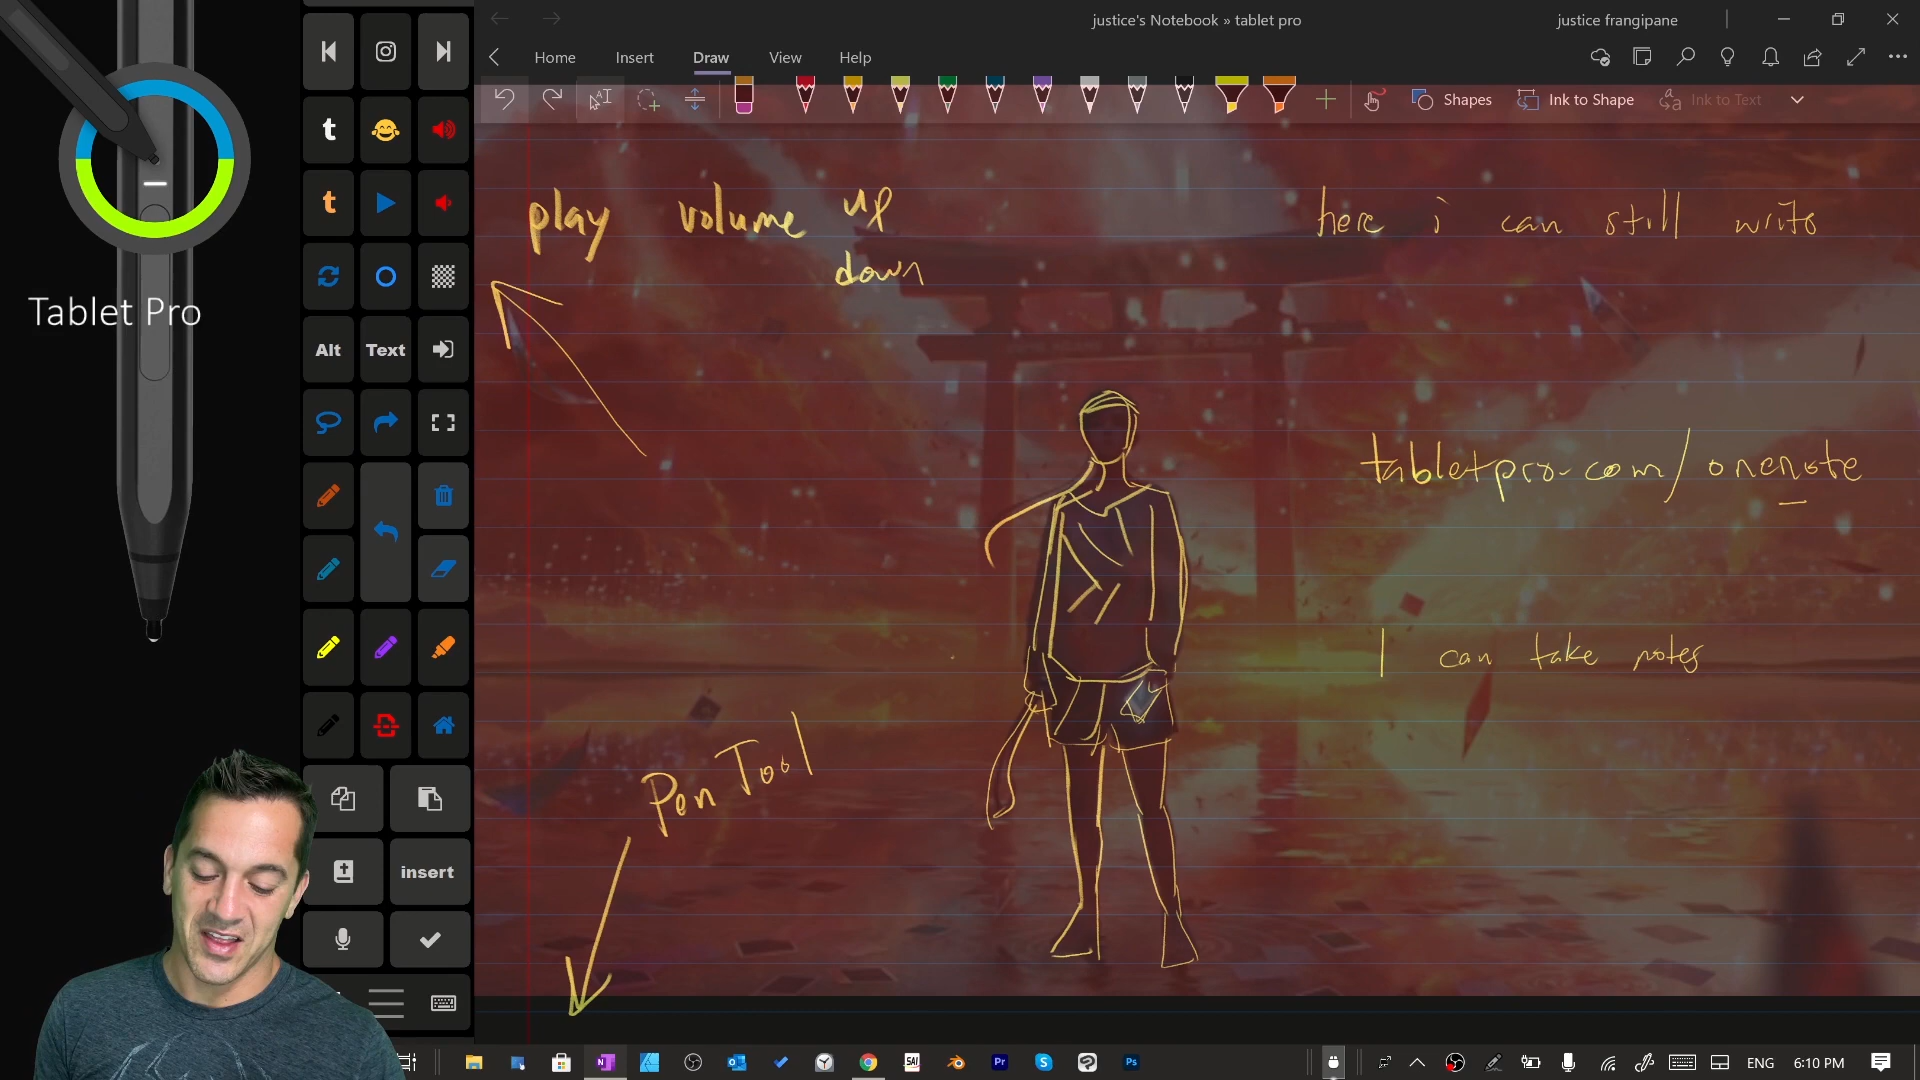 justice's Notebook » tablet pro
justice frangipane
Home Insert Draw View Help
Shapes Ink to Shape Ink to Text
t
t
Alt Text
insert
Tablet Pro
play volume up
down
here i can still write
tabletpro.com/onenote
I can take notes
Pen Tool
ENG 6:10 PM